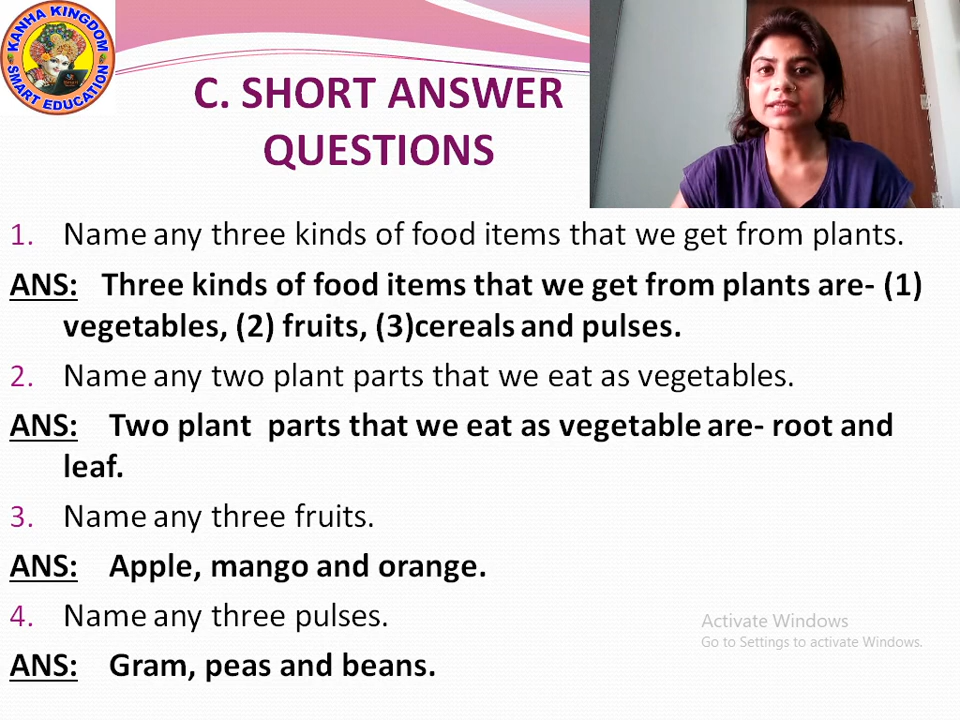 KANHA KINGDOM
SMART EDUCATION
C. SHORT ANSWER
QUESTIONS
1. Name any three kinds of food items that we get from plants.
ANS: Three kinds of food items that we get from plants are- (1)
vegetables, (2) fruits, (3)cereals and pulses.
2. Name any two plant parts that we eat as vegetables.
ANS: Two plant parts that we eat as vegetable are- root and
leaf.
3. Name any three fruits.
ANS: Apple, mango and orange.
4. Name any three pulses.
ANS: Gram, peas and beans.
Activate Windows
Go to Settings to activate Windows.